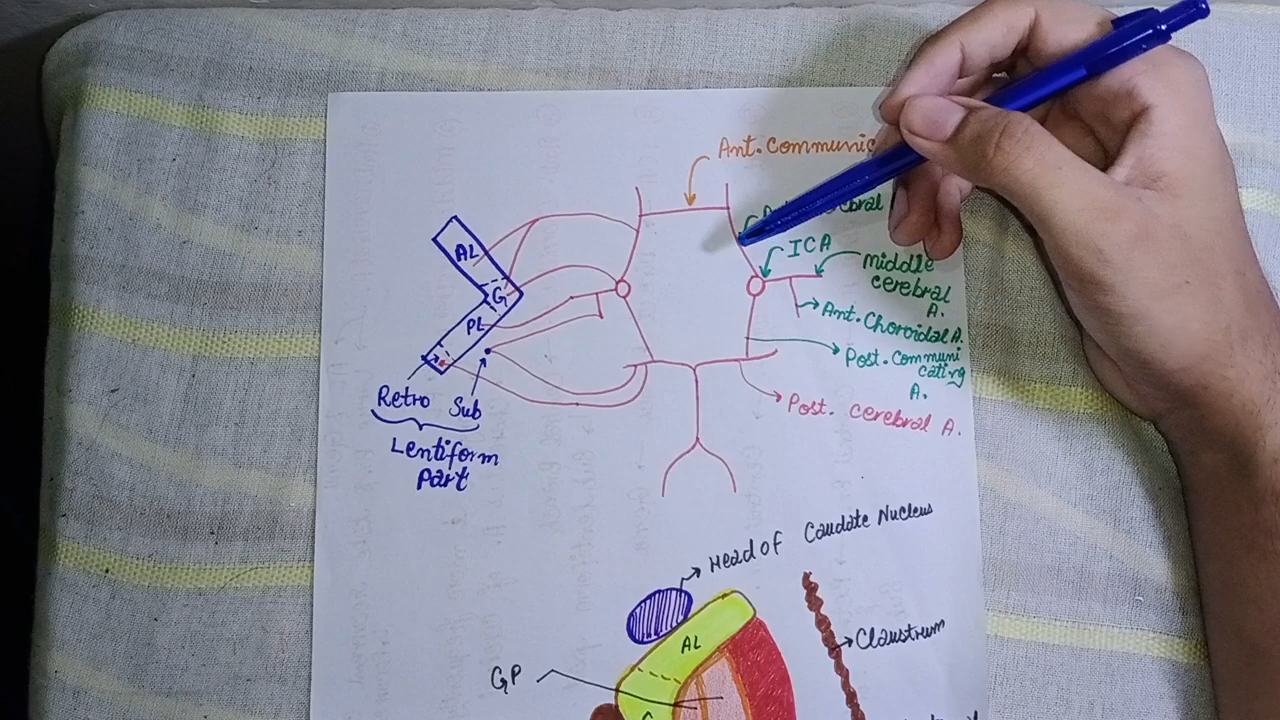 Ant. Communic
ICA
Middle
cerebral
A.
Ant. Choroidal A.
Post. Communi
cating
A.
Post. cerebral A.
AL
G
PL
Retro Sub
Lentiform
Part
Head of Caudate Nucleus
AL
Claustrum
GP
G